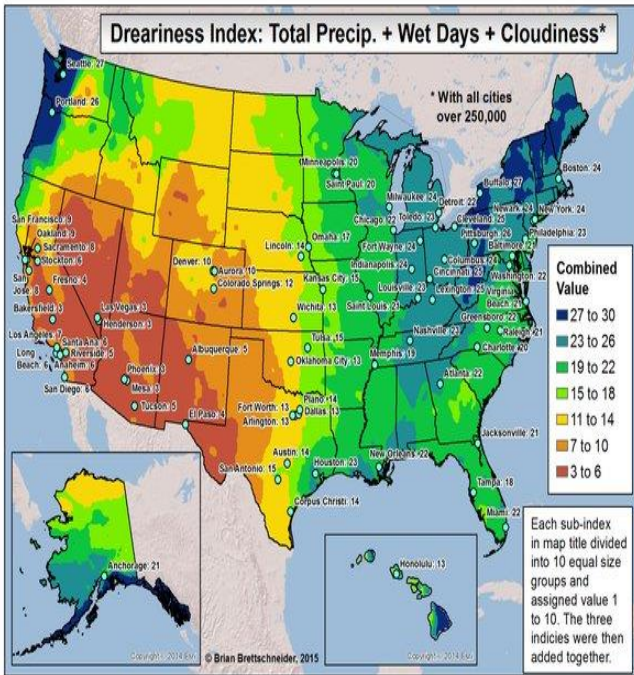 Dreariness Index: Total Precip. + Wet Days + Cloudiness*
* With all cities
over 250,000
Seattle: 27
Portland: 26
Minneapolis: 20
Saint Paul: 20
Milwaukee: 24
Detroit: 22
Chicago: 22
Toledo: 23
Buffalo: 27
Boston: 24
Newark: 24
New York: 24
Cleveland: 25
Philadelphia: 23
Pittsburgh: 26
Baltimore: 21
San Francisco: 9
Oakland: 9
Sacramento: 8
Stockton: 6
San
Jose: 8
Fresno: 4
Bakersfield: 3
Denver: 10
Aurora: 10
Colorado Springs: 12
Lincoln: 14
Omaha: 17
Fort Wayne: 24
Indianapolis: 24
Columbus: 24
Cincinnati: 25
Washington: 22
Kansas City: 15
Saint Louis: 21
Louisville: 23
Lexington: 25
Virginia
Beach: 21
Las Vegas: 3
Henderson: 3
Wichita: 13
Greensboro: 22
Raleigh: 21
Los Angeles: 7
Santa Ana: 6
Riverside: 5
Long
Beach: 6
Anaheim: 6
San Diego: 6
Albuquerque: 5
Tulsa: 15
Oklahoma City: 13
Nashville: 23
Memphis: 19
Charlotte: 20
Phoenix: 3
Mesa: 3
Tucson: 5
El Paso: 4
Fort Worth: 13
Plano: 14
Dallas: 13
Arlington: 13
Atlanta: 22
Austin: 14
San Antonio: 15
Houston: 23
New Orleans: 22
Jacksonville: 21
Corpus Christi: 14
Tampa: 18
Miami: 22
Anchorage: 21
Honolulu: 13
Combined
Value
27 to 30
23 to 26
19 to 22
15 to 18
11 to 14
7 to 10
3 to 6
Each sub-index
in map title divided
into 10 equal size
groups and
assigned value 1
to 10. The three
indicies were then
added together.
Copyright © 2014 Esri
© Brian Brettschneider, 2015
Copyright © 2014 Esri